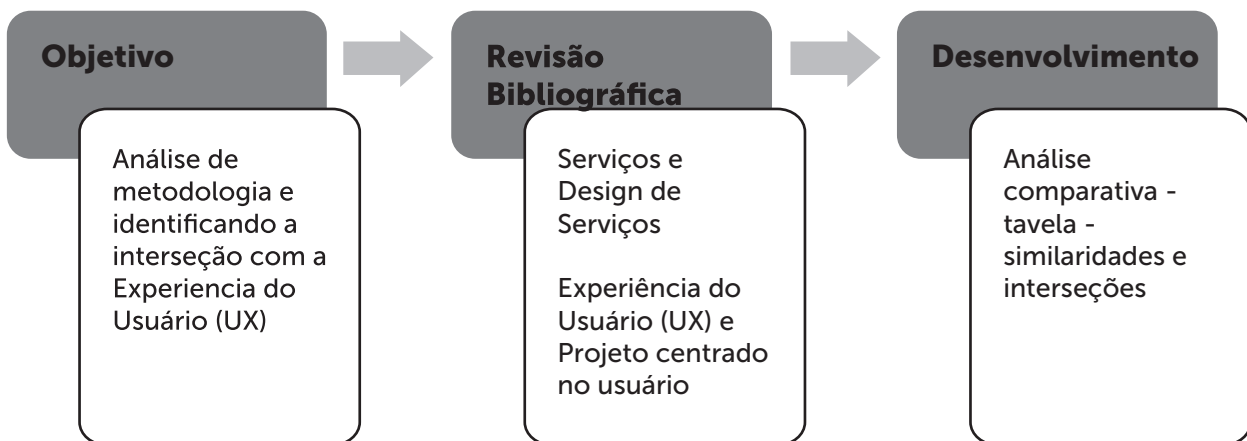 Objetivo
Análise de
metodologia e
identificando a
interseção com a
Experiencia do
Usuário (UX)
Revisão
Bibliográfica
Serviços e
Design de
Serviços
Experiência do
Usuário (UX) e
Projeto centrado
no usuário
Desenvolvimento
Análise
comparativa -
tavela -
similaridades e
interseções